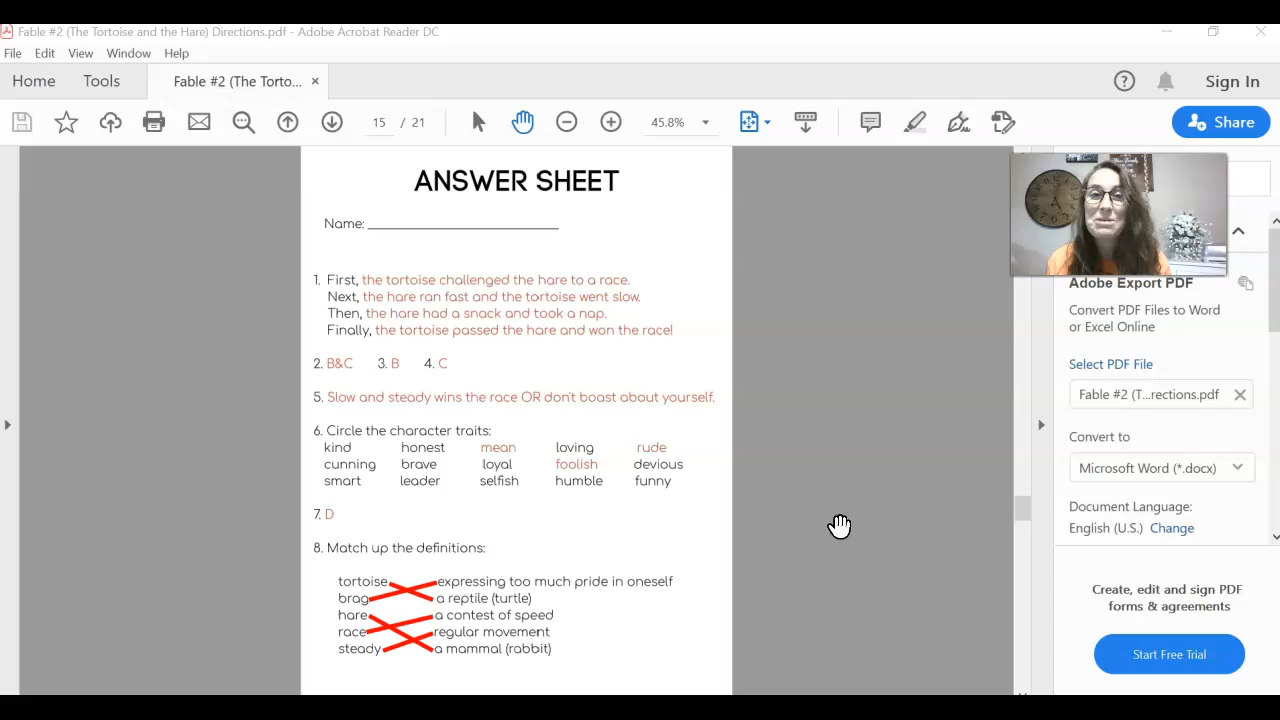 Fable #2 (The Tortoise and the Hare) Directions.pdf - Adobe Acrobat Reader DC
File Edit View Window Help
Home Tools Fable #2 (The Torto... × Sign In
15 / 21 45.8% Share
ANSWER SHEET
Name: ____________________
1. First, the tortoise challenged the hare to a race.
Next, the hare ran fast and the tortoise went slow.
Then, the hare had a snack and took a nap.
Finally, the tortoise passed the hare and won the race!
2. B&C 3. B 4. C
5. Slow and steady wins the race OR don't boast about yourself.
6. Circle the character traits:
kind honest mean loving rude
cunning brave loyal foolish devious
smart leader selfish humble funny
7. D
8. Match up the definitions:
tortoise expressing too much pride in oneself
brag a reptile (turtle)
hare a contest of speed
race regular movement
steady a mammal (rabbit)
Adobe Export PDF
Convert PDF Files to Word
or Excel Online
Select PDF File
Fable #2 (T...rections.pdf
Convert to
Microsoft Word (*.docx)
Document Language:
English (U.S.) Change
Create, edit and sign PDF
forms & agreements
Start Free Trial